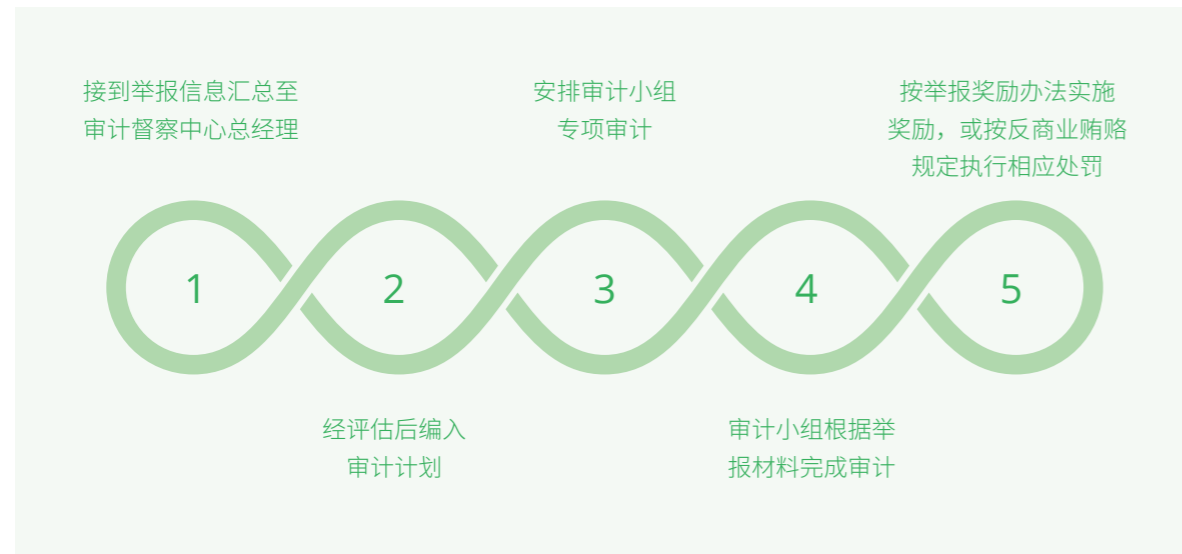 接到举报信息汇总至
审计督察中心总经理
安排审计小组
专项审计
按举报奖励办法实施
奖励，或按反商业贿赂
规定执行相应处罚
1
2
3
4
5
经评估后编入
审计计划
审计小组根据举
报材料完成审计